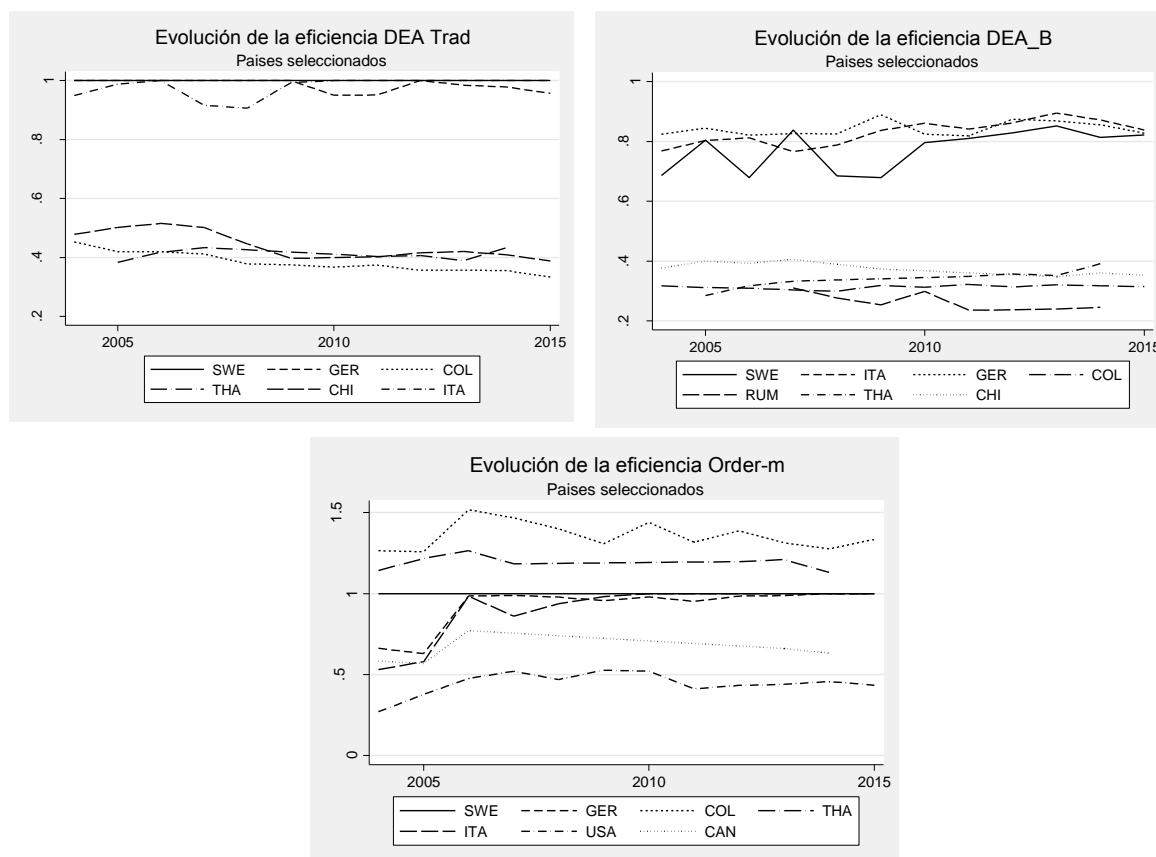 Evolución de la eficiencia DEA Trad
Paises seleccionados
1
.8
.6
.4
.2
2005 2010 2015
SWE GER COL
THA CHI ITA
Evolución de la eficiencia DEA_B
Paises seleccionados
1
.8
.6
.4
.2
2005 2010 2015
SWE ITA GER COL
RUM THA CHI
Evolución de la eficiencia Order-m
Paises seleccionados
1.5
1
.5
0
2005 2010 2015
SWE GER COL THA
ITA USA CAN